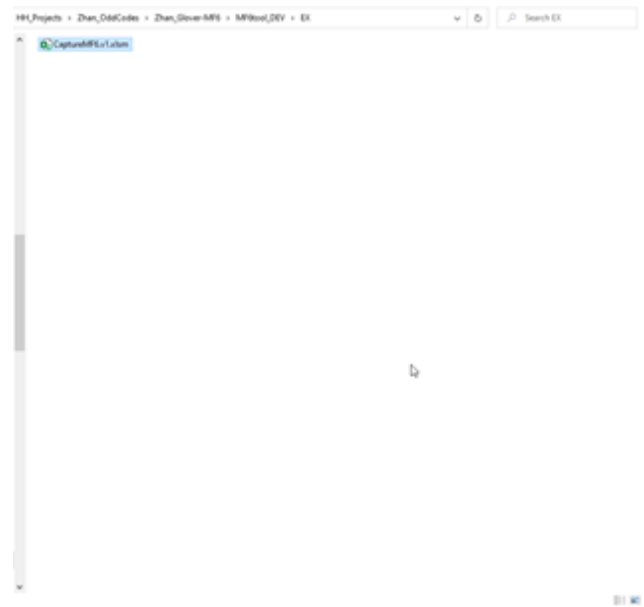 HH_Projects › Zhan_OddCodes › Zhan_Glover-MF6 › MF6tool_DEV › EX
Search EX
CaptureMF6.v1.xlsm